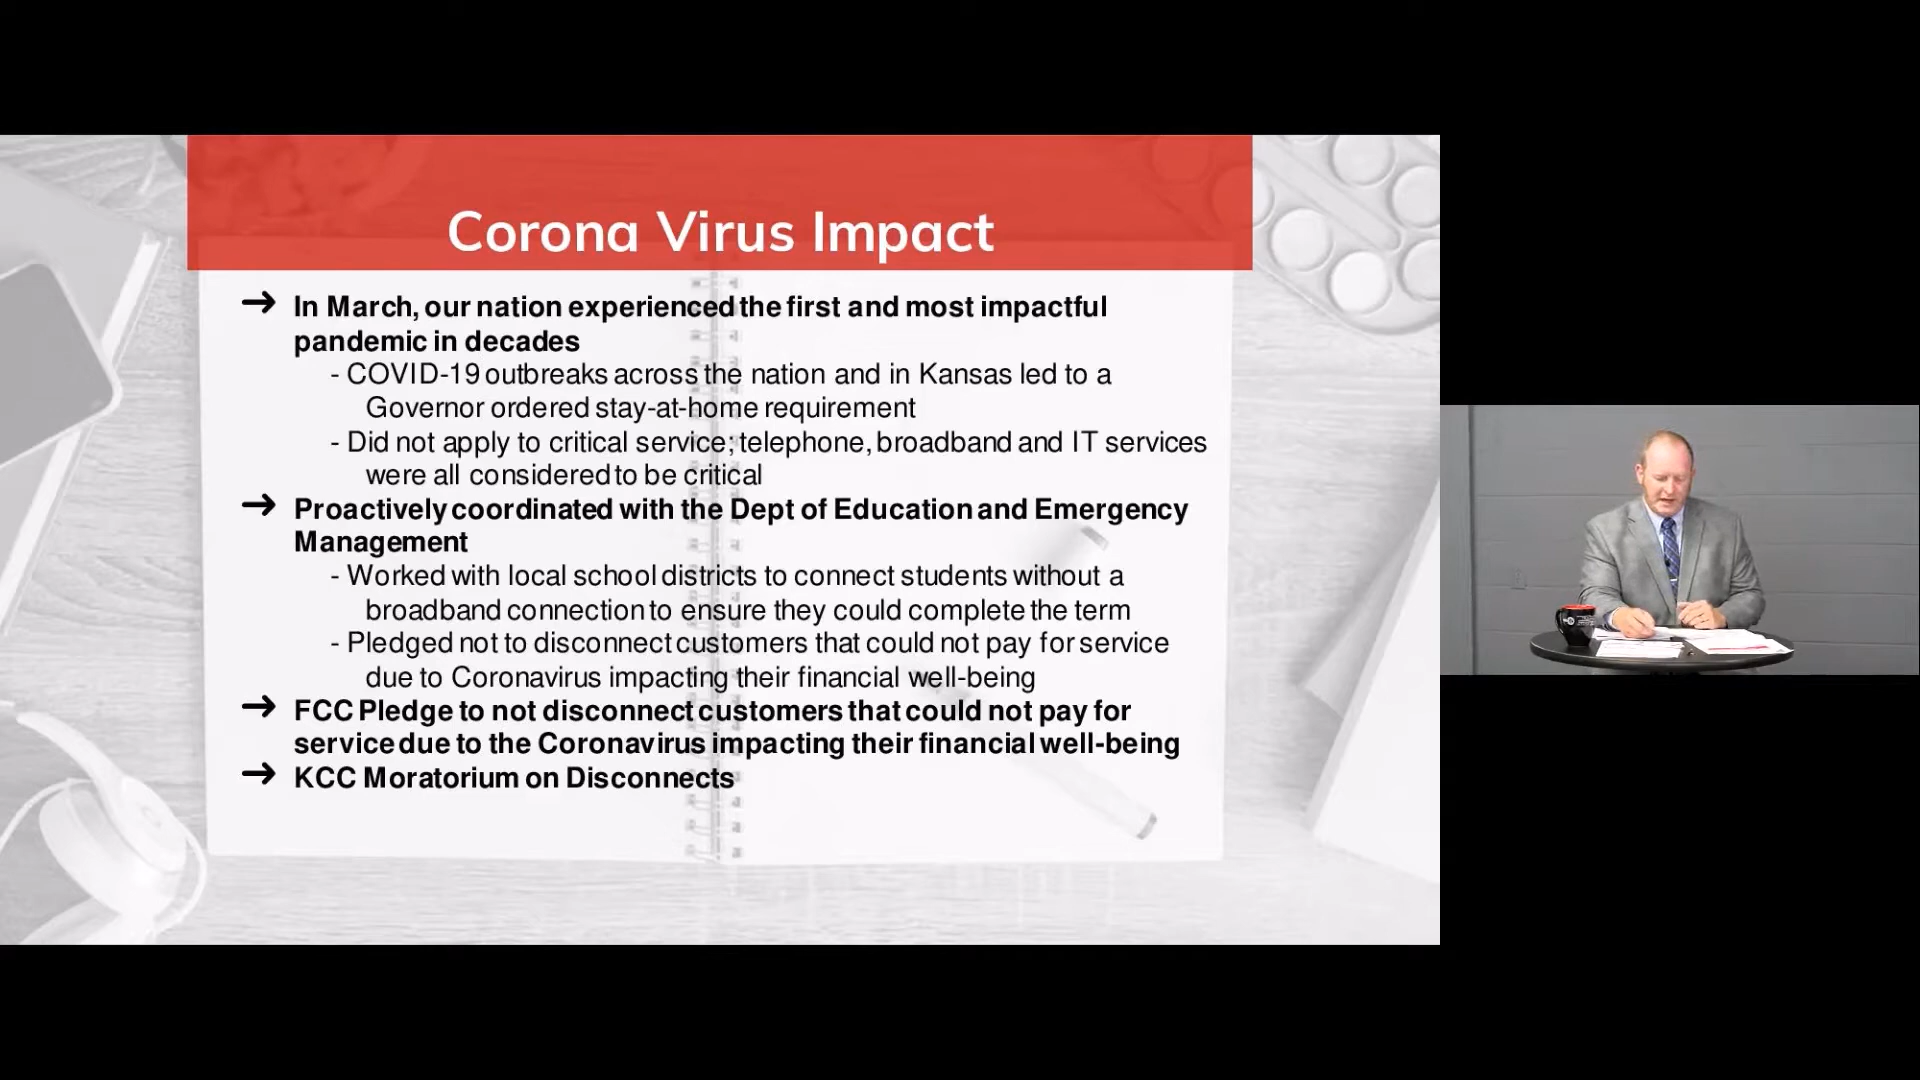 Corona Virus Impact
→ In March, our nation experienced the first and most impactful
pandemic in decades
- COVID-19 outbreaks across the nation and in Kansas led to a
Governor ordered stay-at-home requirement
- Did not apply to critical service; telephone, broadband and IT services
were all considered to be critical
→ Proactively coordinated with the Dept of Education and Emergency
Management
- Worked with local school districts to connect students without a
broadband connection to ensure they could complete the term
- Pledged not to disconnect customers that could not pay for service
due to Coronavirus impacting their financial well-being
→ FCC Pledge to not disconnect customers that could not pay for
service due to the Coronavirus impacting their financial well-being
→ KCC Moratorium on Disconnects